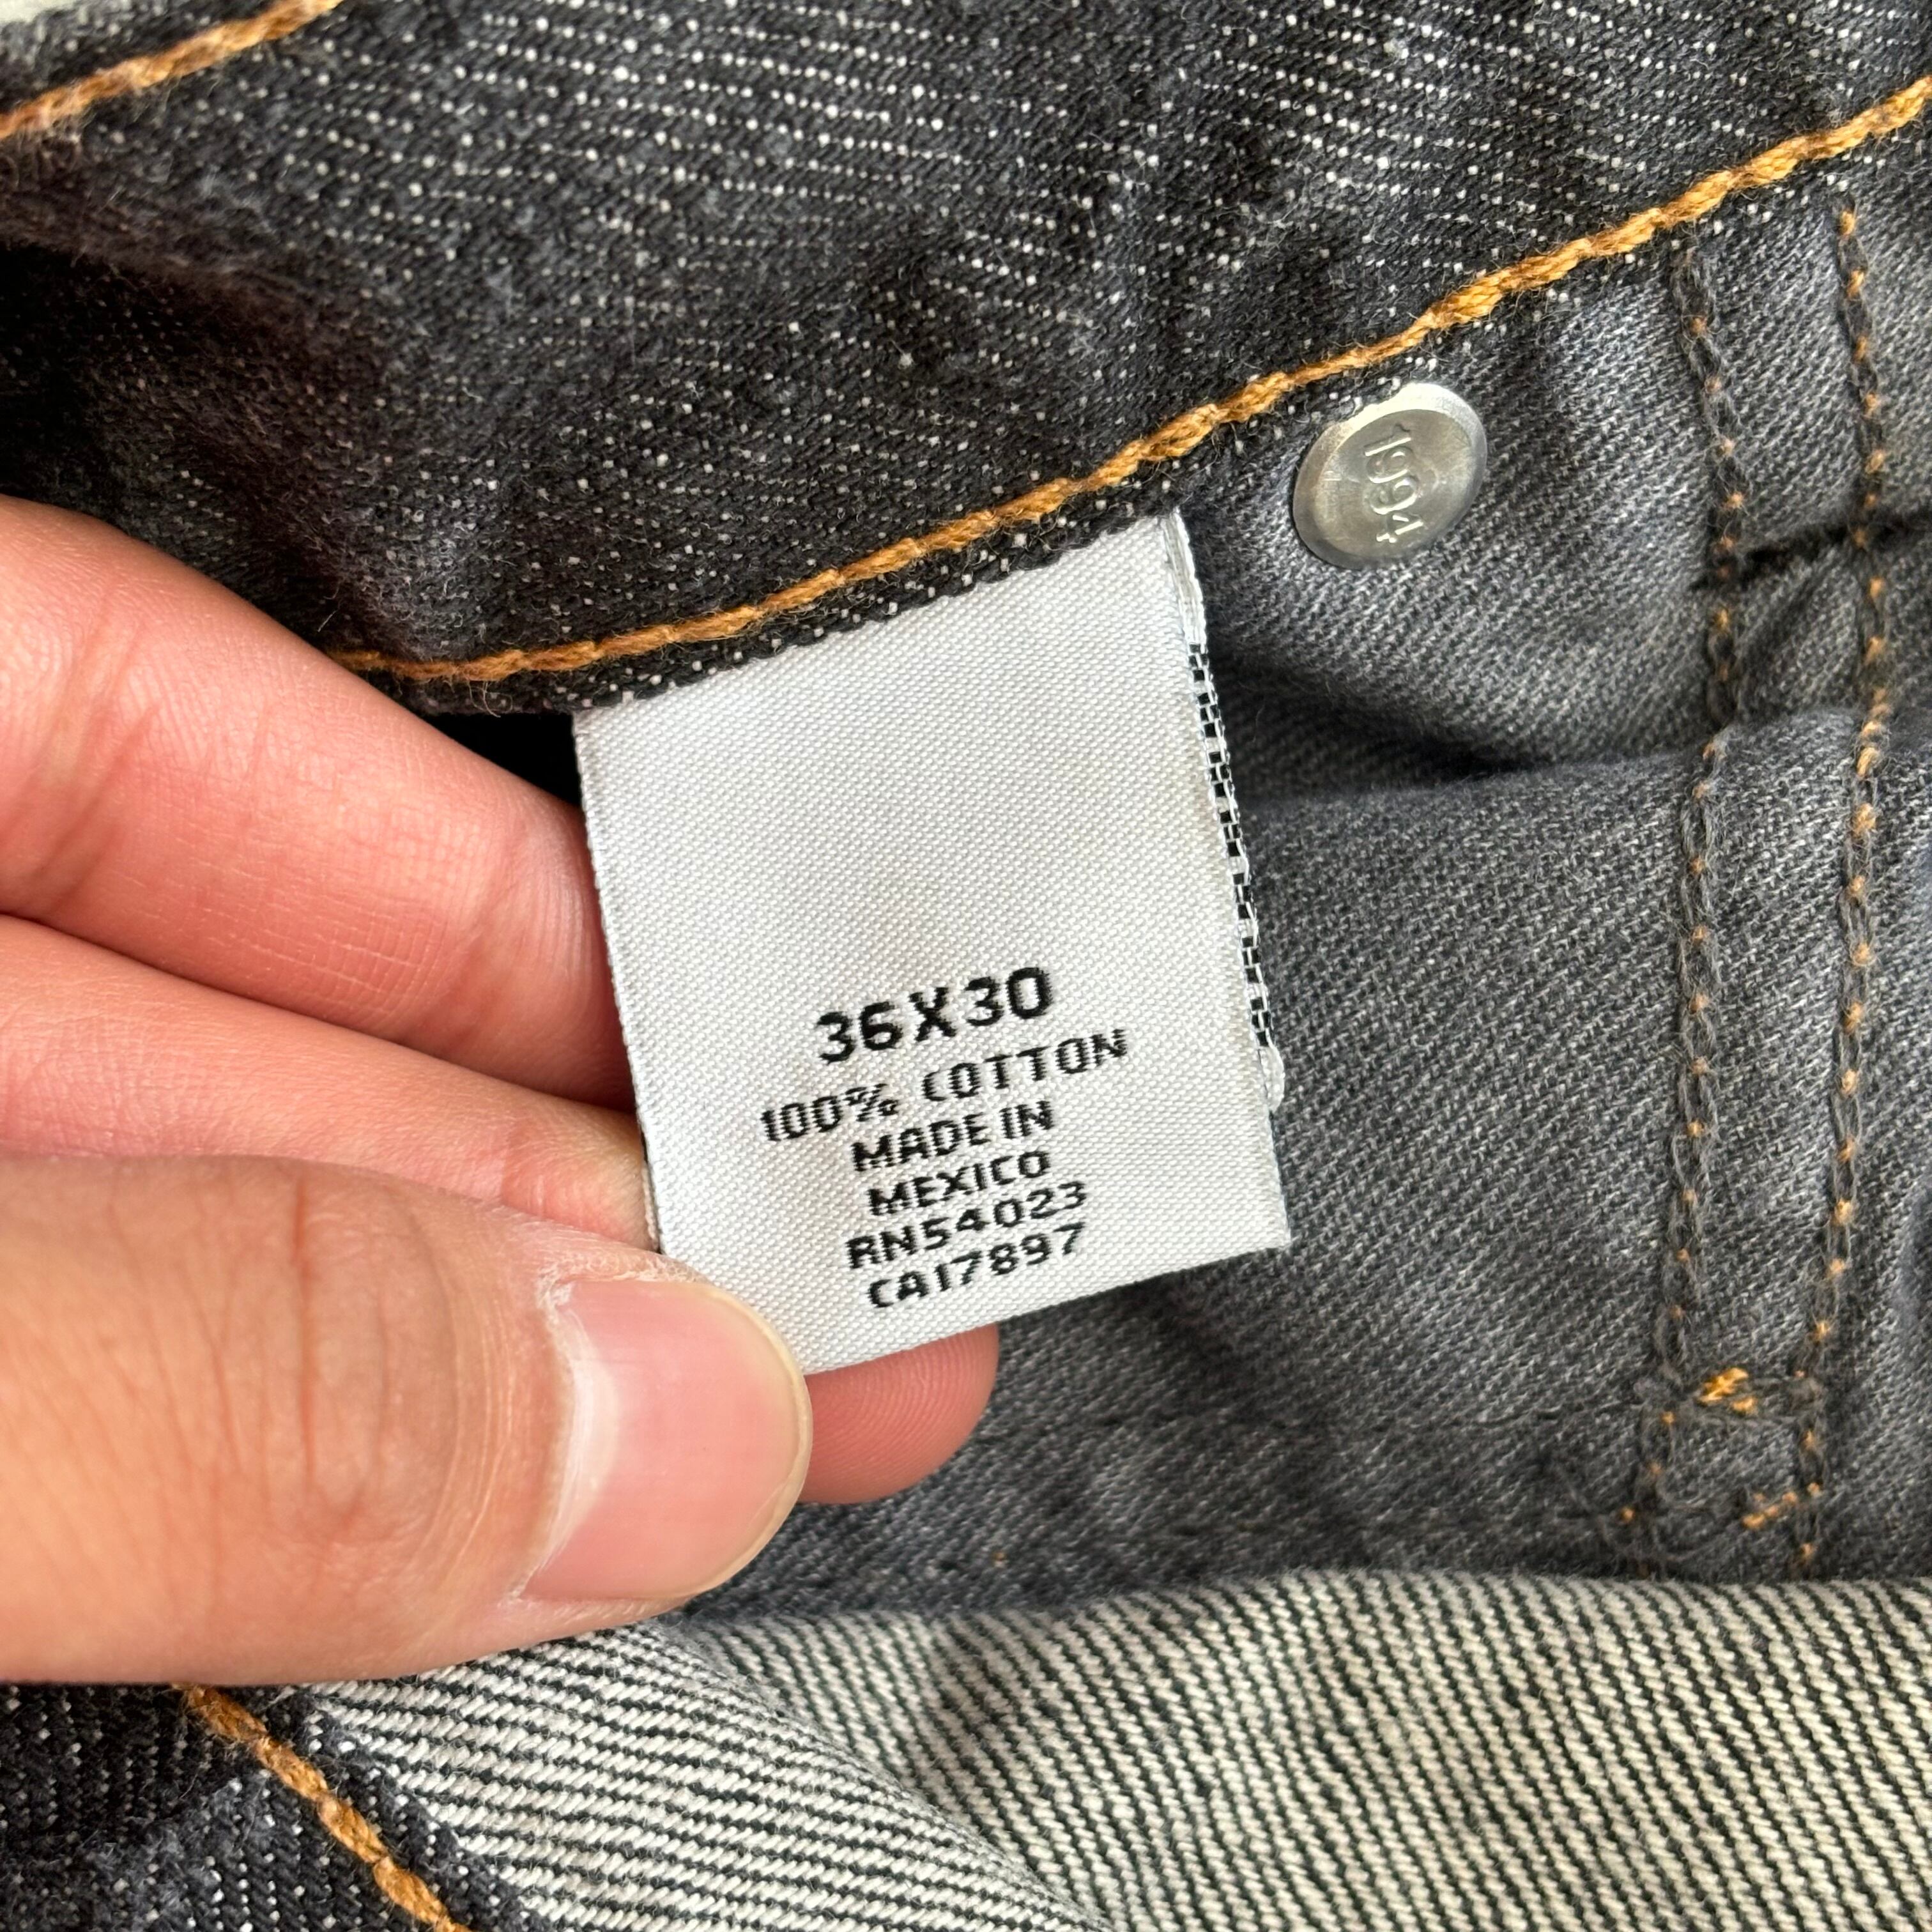 1994
36X30
100% COTTON
MADE IN
MEXICO
RN54023
CA17897